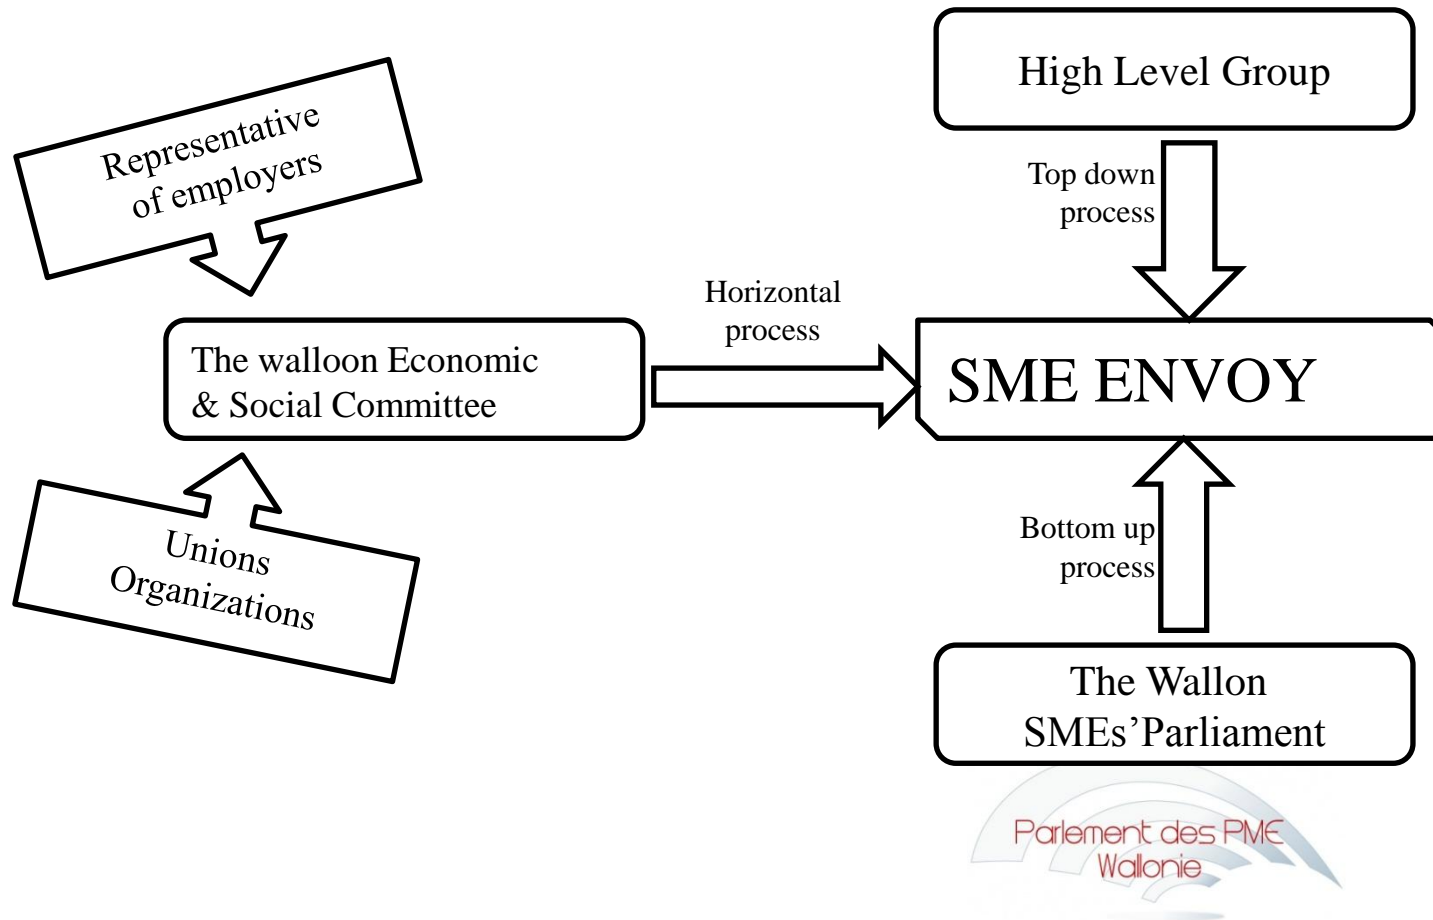 High Level Group
Representative
of employers
Top down
process
Horizontal
process
The walloon Economic
& Social Committee
SME ENVOY
Unions
Organizations
Bottom up
process
The Wallon
SMEs’Parliament
Parlement des PME
Wallonie